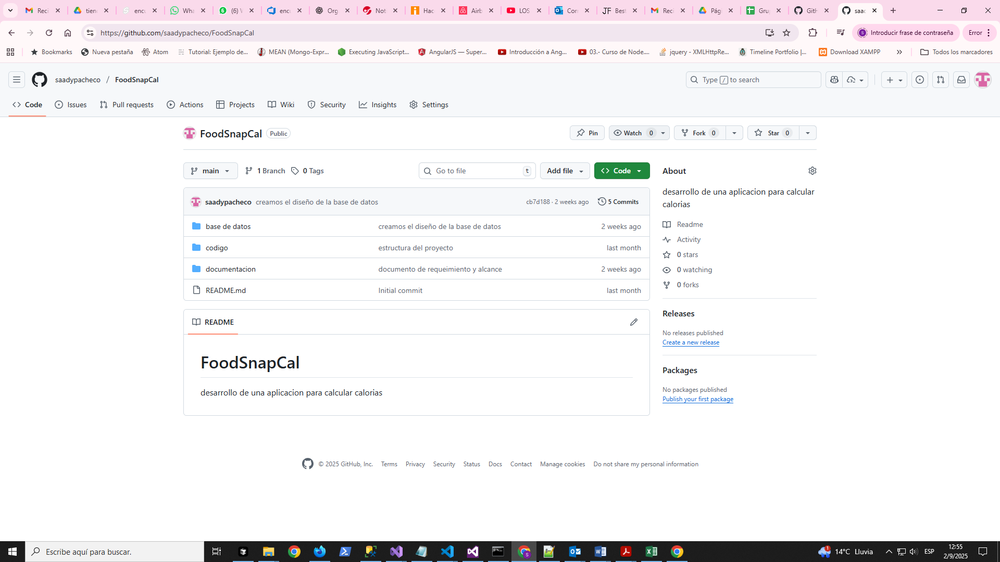 Reci
tien
encu
Wha
(6) W
encu
Org
Not
Hac
Airb
LOS
Corr
Best
Reci
Pági
Gru
GitH
saac
https://github.com/saadypacheco/FoodSnapCal
Introducir frase de contraseña
Error
Bookmarks
Nueva pestaña
Atom
Tutorial: Ejemplo de...
MEAN (Mongo-Expr...
Executing JavaScript...
AngularJS — Super...
Introducción a Ang...
03.- Curso de Node....
jquery - XMLHttpRe...
Timeline Portfolio |...
Download XAMPP
Todos los marcadores
saadypacheco / FoodSnapCal
Type / to search
Code
Issues
Pull requests
Actions
Projects
Wiki
Security
Insights
Settings
FoodSnapCal Public
Pin
Watch 0
Fork 0
Star 0
main
1 Branch
0 Tags
Go to file t
Add file
Code
saadypacheco creamos el diseño de la base de datos cb7d188 · 2 weeks ago 5 Commits
base de datos creamos el diseño de la base de datos 2 weeks ago
codigo estructura del proyecto last month
documentacion documento de requeimiento y alcance 2 weeks ago
README.md Initial commit last month
README
FoodSnapCal
desarrollo de una aplicacion para calcular calorias
About
desarrollo de una aplicacion para calcular
calorias
Readme
Activity
0 stars
0 watching
0 forks
Releases
No releases published
Create a new release
Packages
No packages published
Publish your first package
© 2025 GitHub, Inc. Terms Privacy Security Status Docs Contact Manage cookies Do not share my personal information
Escribe aquí para buscar.
1
14°C Lluvia
ESP
12:55
2/9/2025